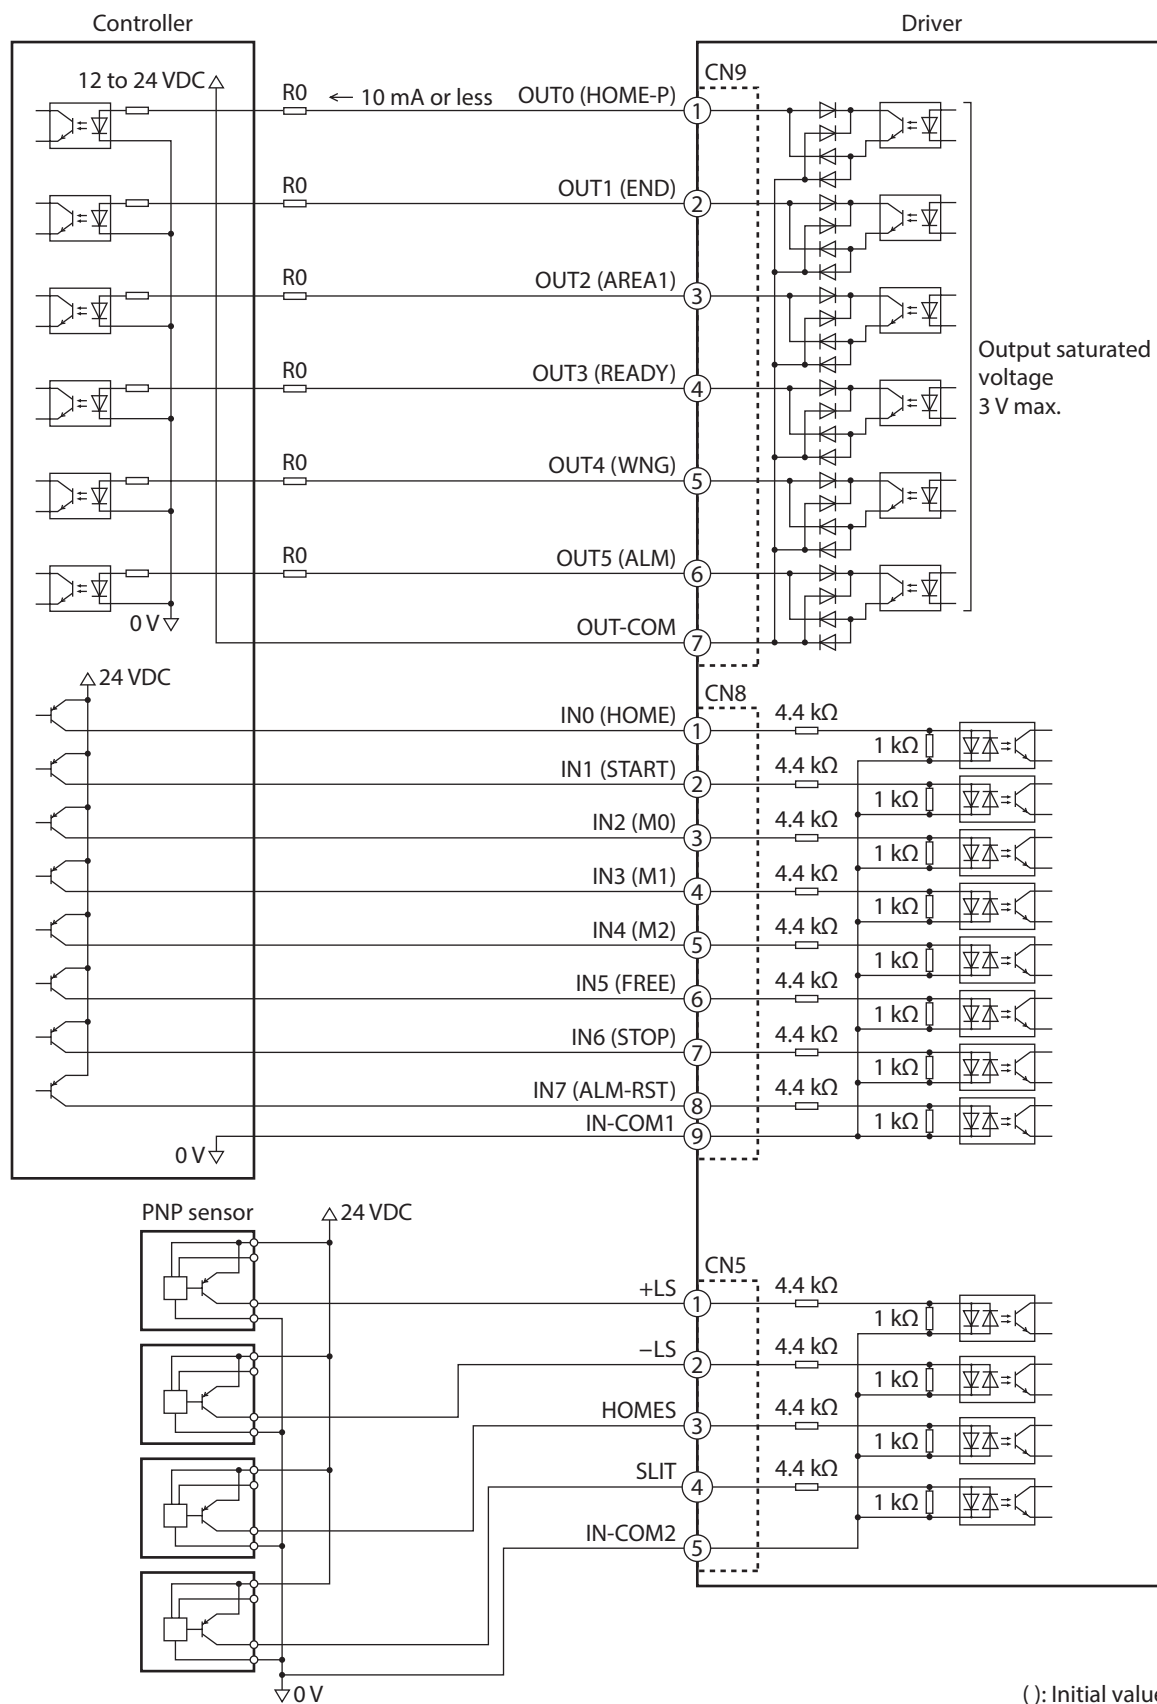 Controller
Driver
12 to 24 VDC
R0
← 10 mA or less
OUT0 (HOME-P)
CN9
1
R0
OUT1 (END)
2
R0
OUT2 (AREA1)
3
Output saturated
voltage
3 V max.
R0
OUT3 (READY)
4
R0
OUT4 (WNG)
5
R0
OUT5 (ALM)
6
0 V
OUT-COM
7
24 VDC
CN8
IN0 (HOME)
1
4.4 kΩ
1 kΩ
IN1 (START)
2
4.4 kΩ
1 kΩ
IN2 (M0)
3
4.4 kΩ
1 kΩ
IN3 (M1)
4
4.4 kΩ
1 kΩ
IN4 (M2)
5
4.4 kΩ
1 kΩ
IN5 (FREE)
6
4.4 kΩ
1 kΩ
IN6 (STOP)
7
4.4 kΩ
1 kΩ
IN7 (ALM-RST)
8
4.4 kΩ
1 kΩ
IN-COM1
9
0 V
PNP sensor
24 VDC
CN5
+LS
1
4.4 kΩ
1 kΩ
−LS
2
4.4 kΩ
1 kΩ
HOMES
3
4.4 kΩ
1 kΩ
SLIT
4
4.4 kΩ
1 kΩ
IN-COM2
5
0 V
( ): Initial value